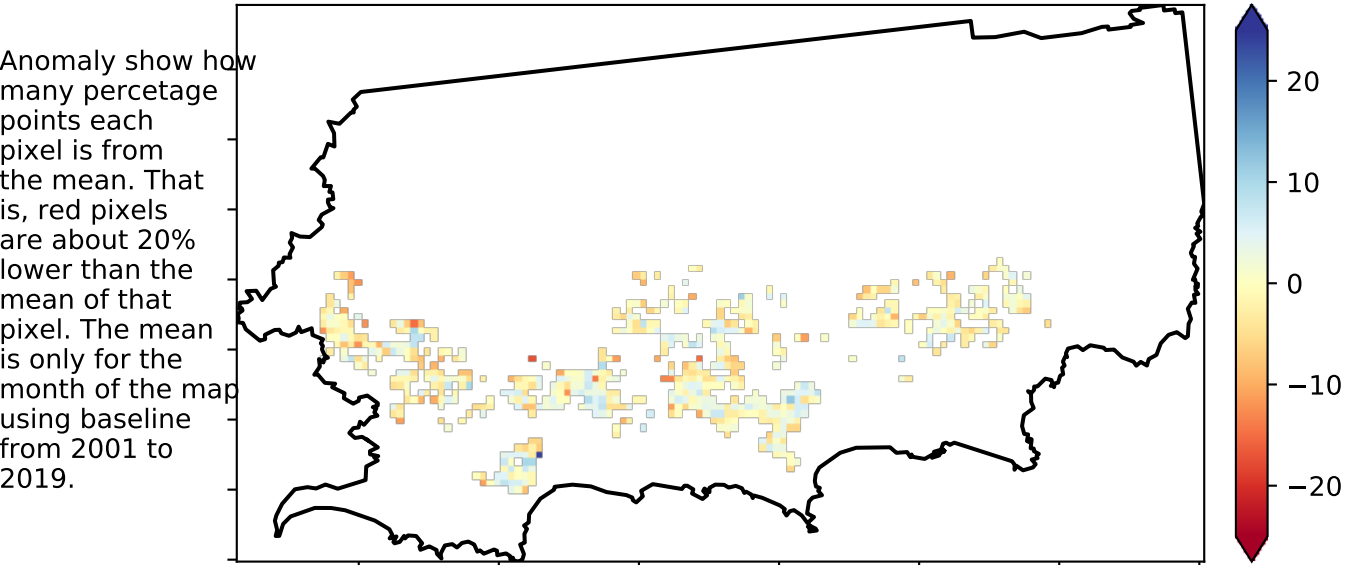 Anomaly show how
many percetage
points each
pixel is from
the mean. That
is, red pixels
are about 20%
lower than the
mean of that
pixel. The mean
is only for the
month of the map
using baseline
from 2001 to
2019.
20
10
0
−10
−20